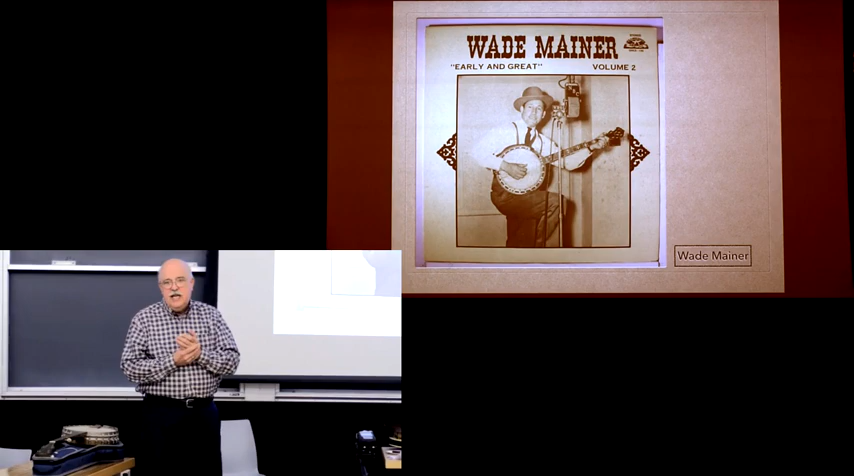 WADE MAINER
"EARLY AND GREAT"
VOLUME 2
Wade Mainer